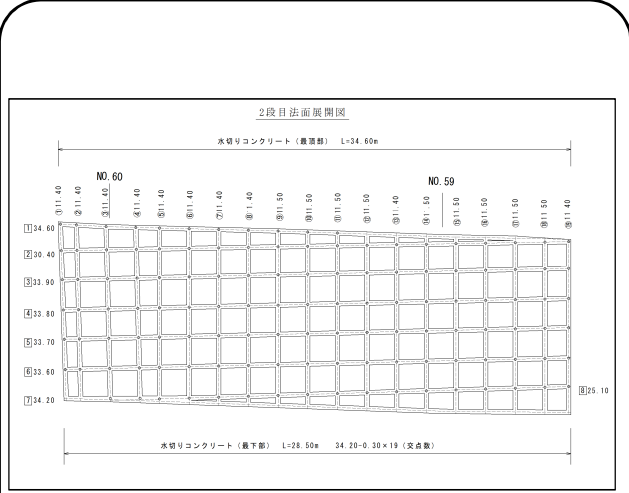 2段目法面展開図
水切りコンクリート（最頂部） L=34.60m
NO.60
NO.59
①11.40 ②11.40 ③11.40 ④11.40 ⑤11.40 ⑥11.40 ⑦11.40 ⑧11.40 ⑨11.50 ⑩11.50 ⑪11.50 ⑫11.50 ⑬11.40 ⑭11.50 ⑮11.50 ⑯11.50 ⑰11.50 ⑱11.50 ⑲11.40
1 34.60
2 30.40
3 33.90
4 33.80
5 33.70
6 33.60
8 25.10
7 34.20
水切りコンクリート（最下部） L=28.50m 34.20-0.30×19（交点数）